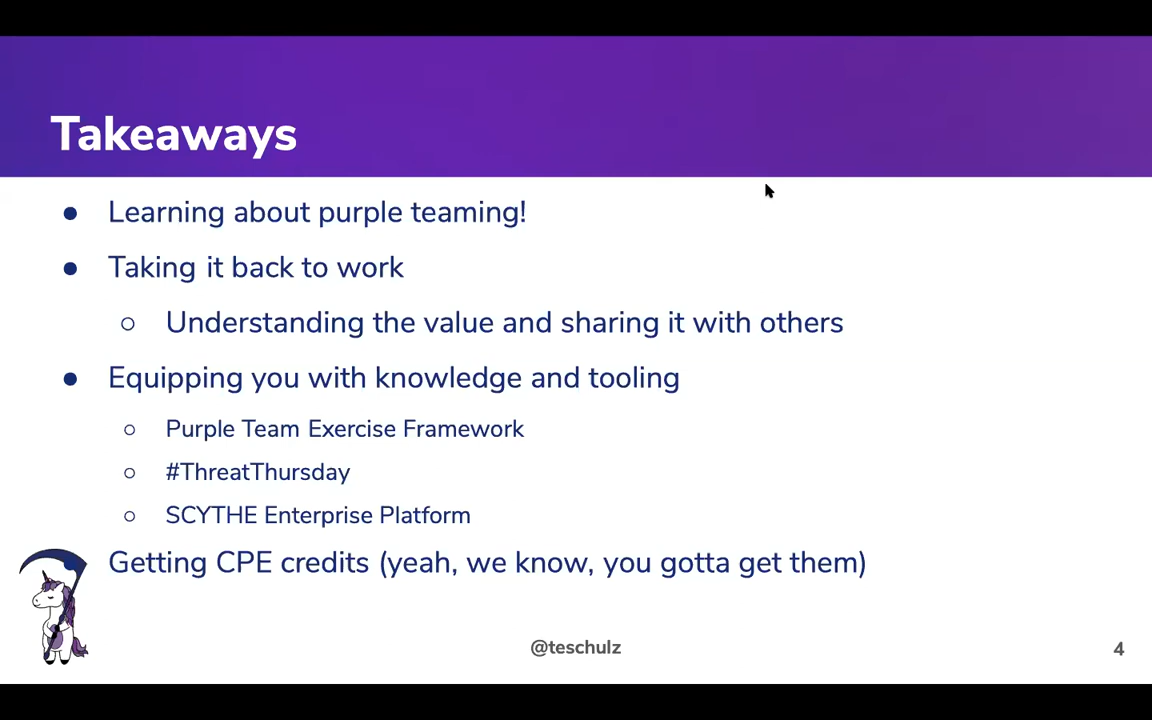 Takeaways
● Learning about purple teaming!
● Taking it back to work
○ Understanding the value and sharing it with others
● Equipping you with knowledge and tooling
○ Purple Team Exercise Framework
○ #ThreatThursday
○ SCYTHE Enterprise Platform
Getting CPE credits (yeah, we know, you gotta get them)
@teschulz
4